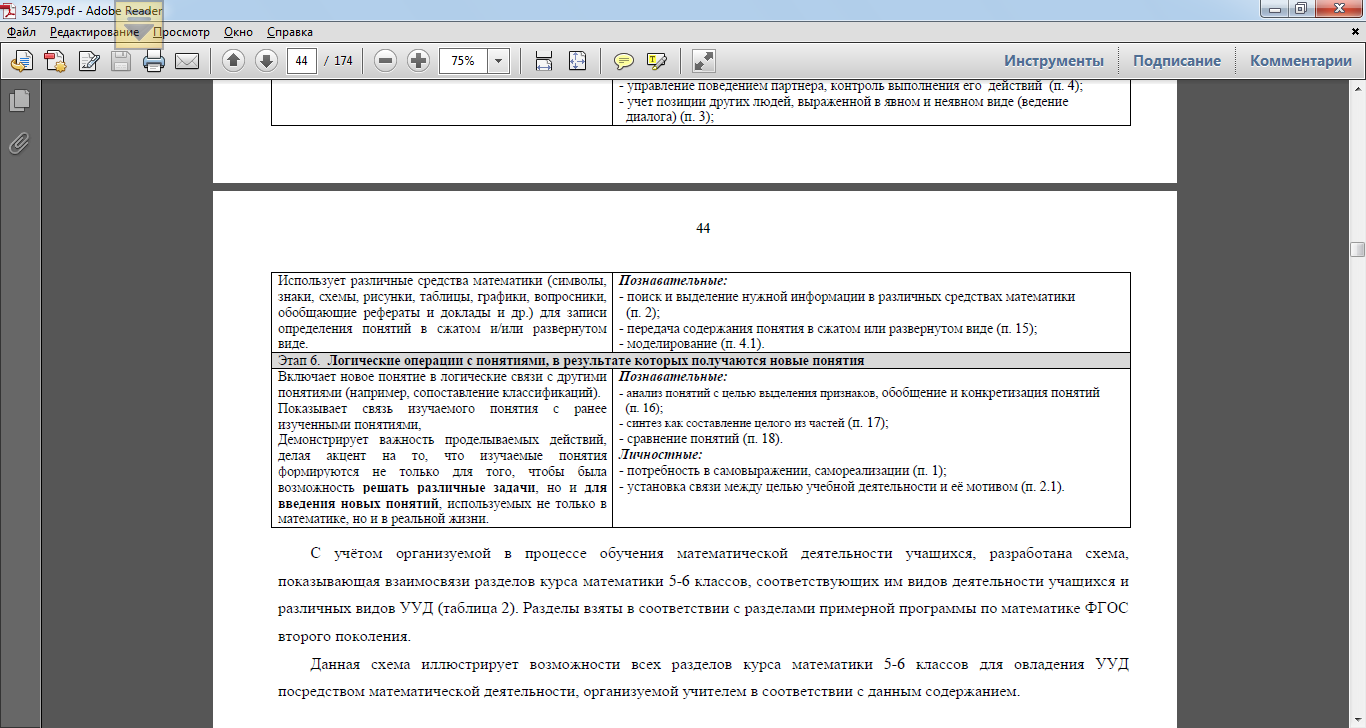 34579.pdf - Adobe Reader
Файл Редактирование Просмотр Окно Справка
44 / 174 75% Инструменты Подписание Комментарии
- управление поведением партнера, контроль выполнения его действий (п. 4);
- учет позиции других людей, выраженной в явном и неявном виде (ведение
диалога) (п. 3);
44
Использует различные средства математики (символы,
знаки, схемы, рисунки, таблицы, графики, вопросники,
обобщающие рефераты и доклады и др.) для записи
определения понятий в сжатом и/или развернутом
виде.
Познавательные:
- поиск и выделение нужной информации в различных средствах математики
(п. 2);
- передача содержания понятия в сжатом или развернутом виде (п. 15);
- моделирование (п. 4.1).
Этап 6. Логические операции с понятиями, в результате которых получаются новые понятия
Включает новое понятие в логические связи с другими
понятиями (например, сопоставление классификаций).
Показывает связь изучаемого понятия с ранее
изученными понятиями,
Демонстрирует важность проделываемых действий,
делая акцент на то, что изучаемые понятия
формируются не только для того, чтобы была
возможность решать различные задачи, но и для
введения новых понятий, используемых не только в
математике, но и в реальной жизни.
Познавательные:
- анализ понятий с целью выделения признаков, обобщение и конкретизация понятий
(п. 16);
- синтез как составление целого из частей (п. 17);
- сравнение понятий (п. 18).
Личностные:
- потребность в самовыражении, самореализации (п. 1);
- установка связи между целью учебной деятельности и её мотивом (п. 2.1).
С учётом организуемой в процессе обучения математической деятельности учащихся, разработана схема,
показывающая взаимосвязи разделов курса математики 5-6 классов, соответствующих им видов деятельности учащихся и
различных видов УУД (таблица 2). Разделы взяты в соответствии с разделами примерной программы по математике ФГОС
второго поколения.
Данная схема иллюстрирует возможности всех разделов курса математики 5-6 классов для овладения УУД
посредством математической деятельности, организуемой учителем в соответствии с данным содержанием.